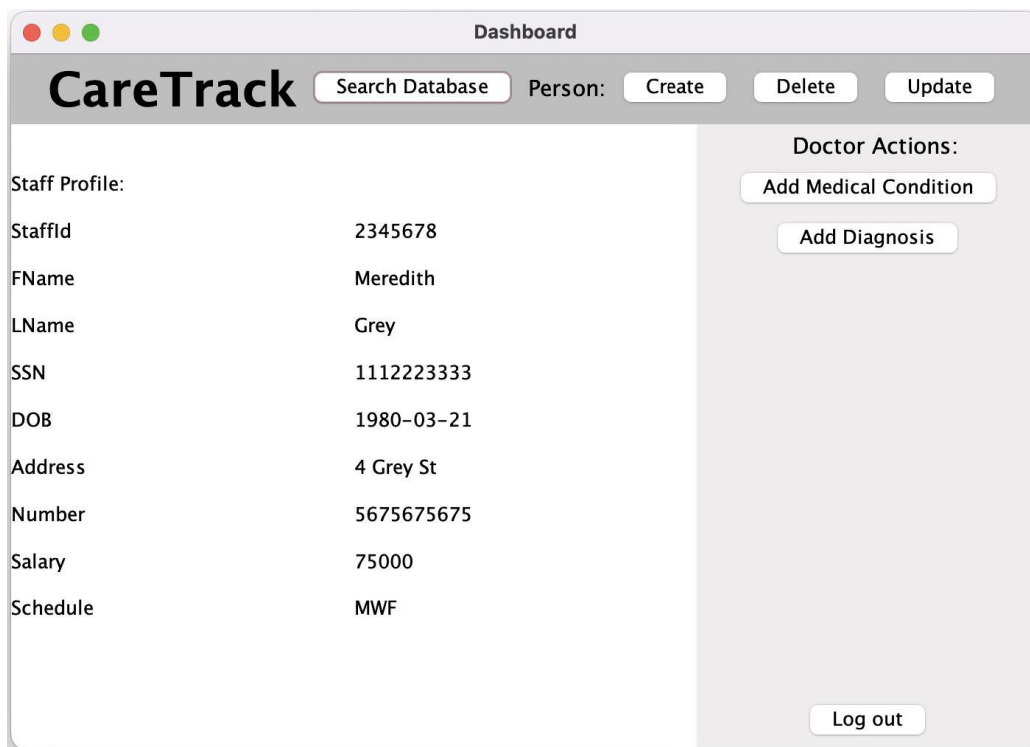 Dashboard
CareTrack Search Database Person: Create Delete Update
Doctor Actions:
Staff Profile:
Add Medical Condition
StaffId 2345678
Add Diagnosis
FName Meredith
LName Grey
SSN 1112223333
DOB 1980-03-21
Address 4 Grey St
Number 5675675675
Salary 75000
Schedule MWF
Log out